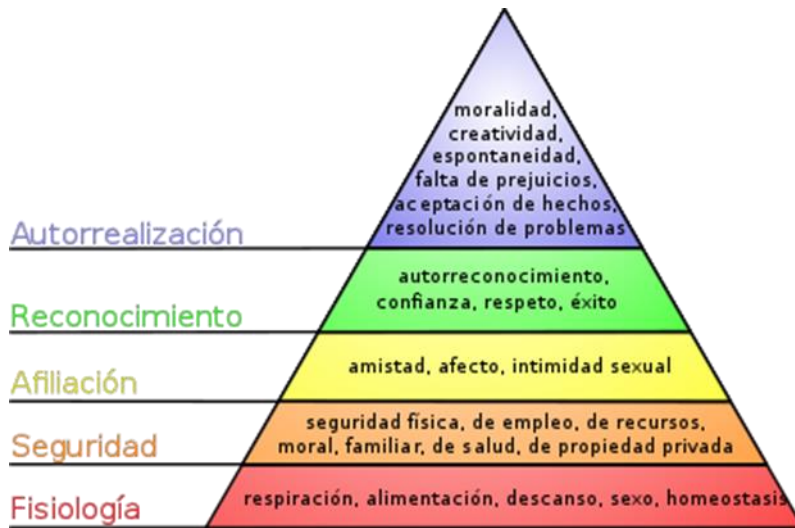 moralidad,
creatividad,
espontaneidad,
falta de prejuicios,
aceptación de hechos,
resolución de problemas
Autorrealización
autorreconocimiento,
confianza, respeto, éxito
Reconocimiento
amistad, afecto, intimidad sexual
Afiliación
seguridad física, de empleo, de recursos,
moral, familiar, de salud, de propiedad privada
Seguridad
respiración, alimentación, descanso, sexo, homeostasis
Fisiología